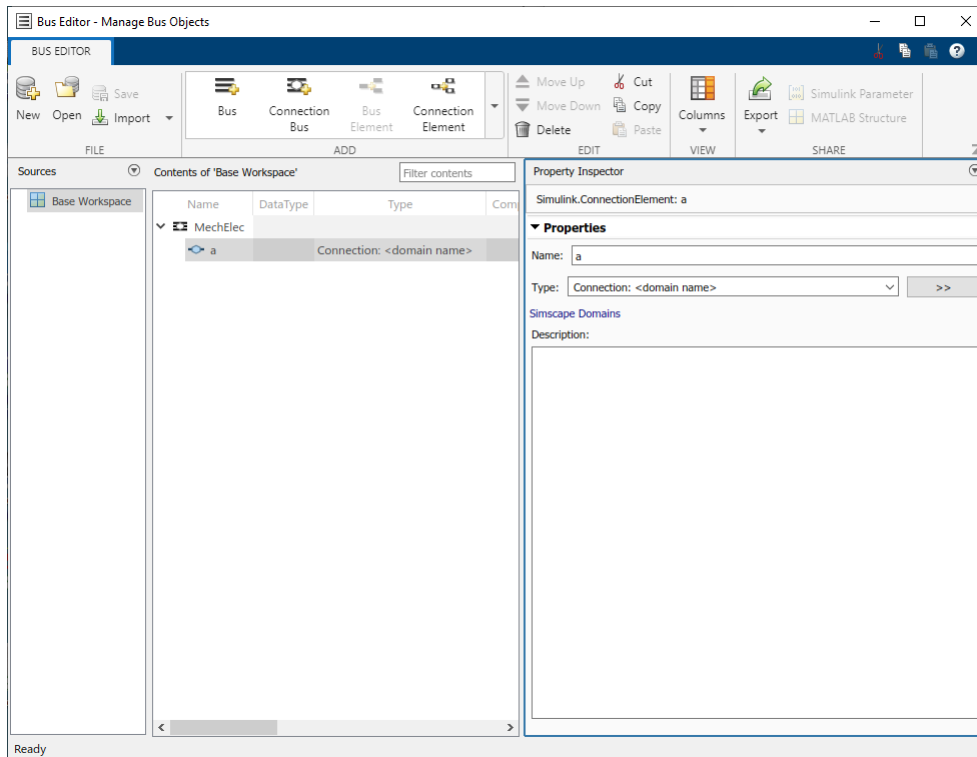 Bus Editor - Manage Bus Objects
BUS EDITOR
New
Open
Save
Import
FILE
Bus
Connection
Bus
Bus
Element
Connection
Element
ADD
Move Up
Move Down
Delete
Cut
Copy
Paste
EDIT
Columns
VIEW
Export
Simulink Parameter
MATLAB Structure
SHARE
Sources
Base Workspace
Contents of 'Base Workspace'
Filter contents
Name DataType Type Com
MechElec
a Connection: <domain name>
Property Inspector
Simulink.ConnectionElement: a
Properties
Name: a
Type: Connection: <domain name> >>
Simscape Domains
Description:
Ready